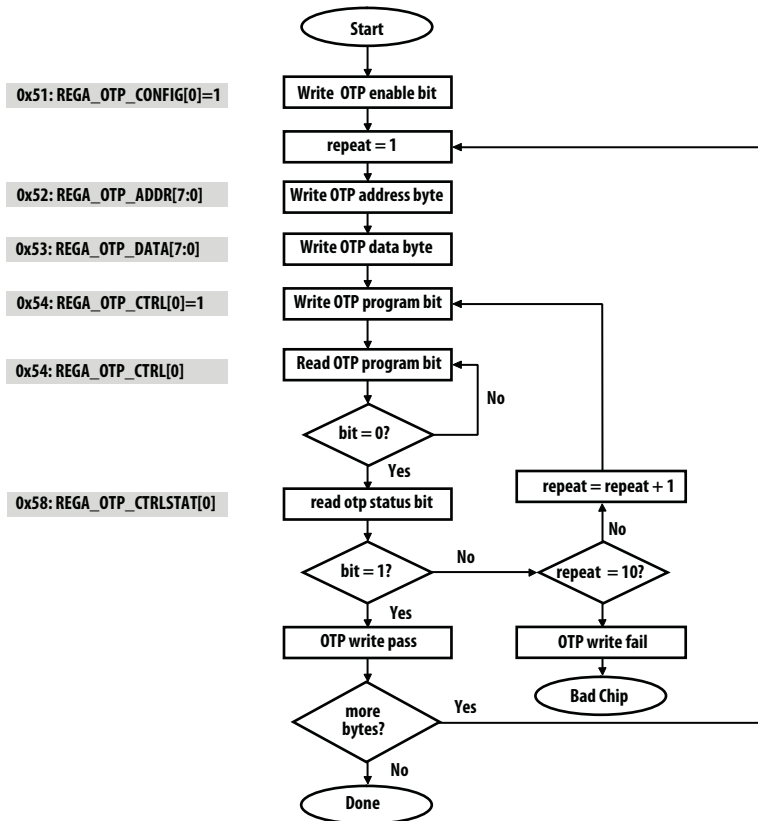 Start
0x51: REGA_OTP_CONFIG[0]=1
Write OTP enable bit
repeat = 1
0x52: REGA_OTP_ADDR[7:0]
Write OTP address byte
0x53: REGA_OTP_DATA[7:0]
Write OTP data byte
0x54: REGA_OTP_CTRL[0]=1
Write OTP program bit
0x54: REGA_OTP_CTRL[0]
Read OTP program bit
No
bit = 0?
Yes
0x58: REGA_OTP_CTRLSTAT[0]
read otp status bit
repeat = repeat + 1
No
bit = 1?
No
repeat = 10?
Yes
OTP write pass
OTP write fail
Bad Chip
more
bytes?
Yes
No
Done